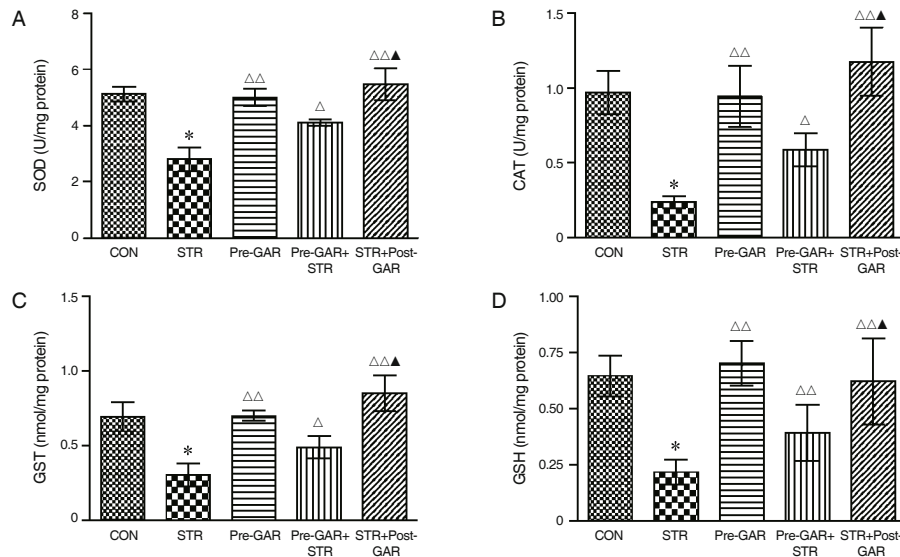 A
SOD (U/mg protein)
8
6
4
2
0
△△
△△▲
△
*
CON
STR
Pre-GAR
Pre-GAR+
STR
STR+Post-
GAR
B
CAT (U/mg protein)
1.5
1.0
0.5
0
△△▲
△△
△
*
CON
STR
Pre-GAR
Pre-GAR+
STR
STR+Post-
GAR
C
GST (nmol/mg protein)
1.5
1.0
0.5
0
△△▲
△△
△
*
CON
STR
Pre-GAR
Pre-GAR+
STR
STR+Post-
GAR
D
GSH (nmol/mg protein)
1.00
0.75
0.50
0.25
0
△△
△△▲
△△
*
CON
STR
Pre-GAR
Pre-GAR+
STR
STR+Post-
GAR